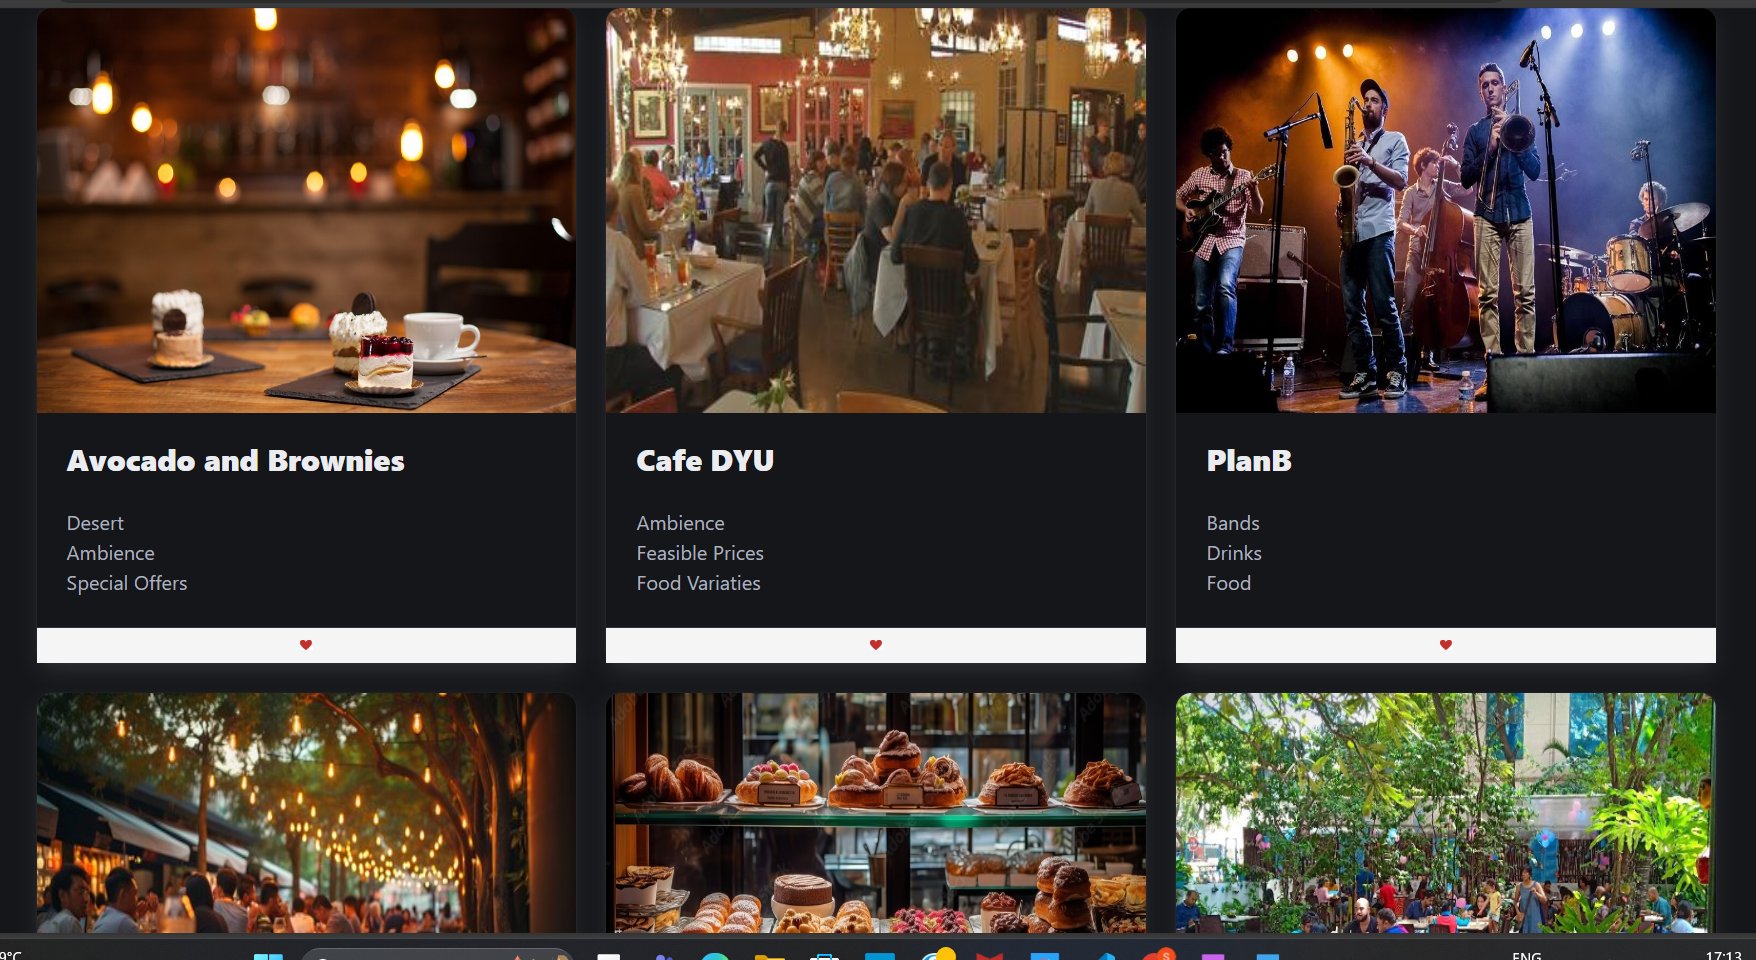 Avocado and Brownies
Desert
Ambience
Special Offers
Cafe DYU
Ambience
Feasible Prices
Food Variaties
PlanB
Bands
Drinks
Food
9°C
ENG
17:13